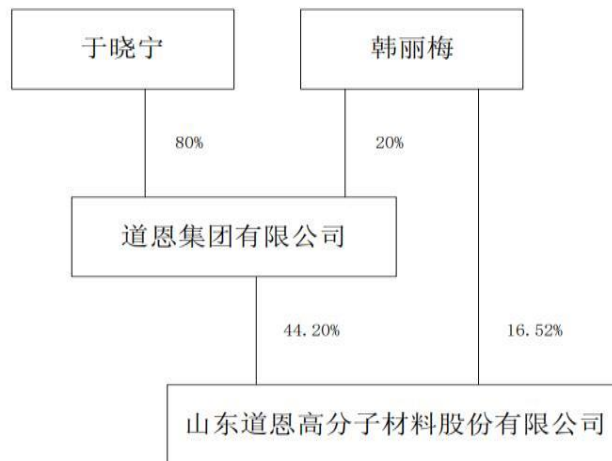 于晓宁
韩丽梅
80%
20%
道恩集团有限公司
44.20%
16.52%
山东道恩高分子材料股份有限公司